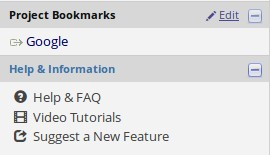 Project Bookmarks Edit
Google
Help & Information
Help & FAQ
Video Tutorials
Suggest a New Feature